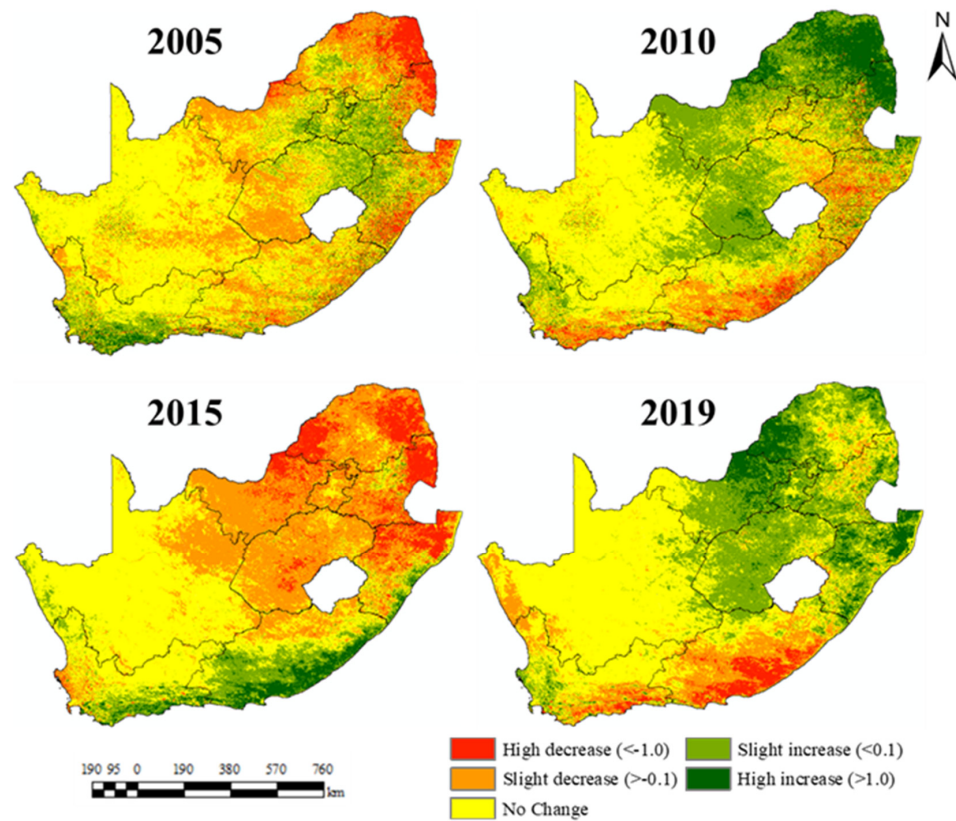 2005
2010
N
2015
2019
High decrease (<-1.0)
Slight increase (<0.1)
Slight decrease (>-0.1)
High increase (>1.0)
No Change
190 95 0 190 380 570 760
km